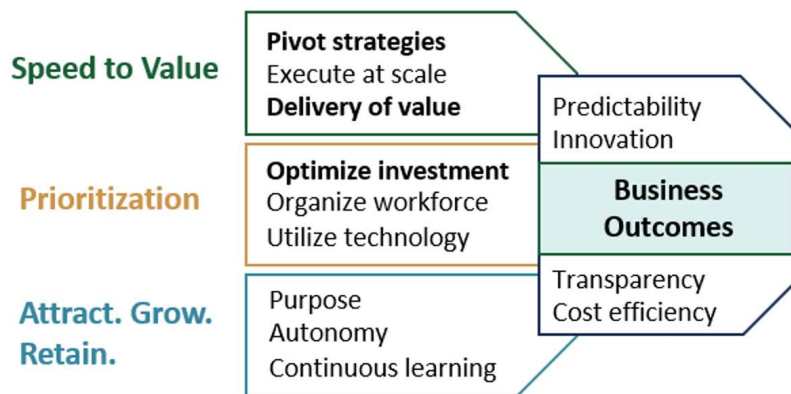 Speed to Value
Pivot strategies
Execute at scale
Delivery of value
Prioritization
Optimize investment
Organize workforce
Utilize technology
Attract. Grow.
Retain.
Purpose
Autonomy
Continuous learning
Predictability
Innovation
Business
Outcomes
Transparency
Cost efficiency